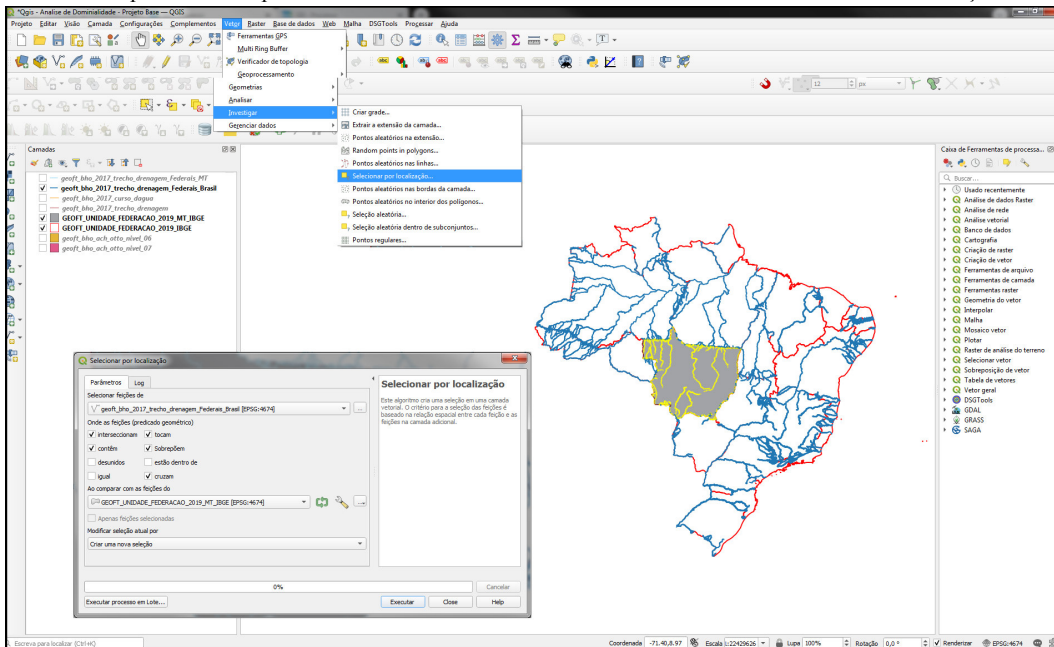 *Qgis - Analise de Dominialidade - Projeto Base — QGIS
Projeto Editar Visão Camada Configurações Complementos Vetor Raster Base de dados Web Malha DSGTools Processar Ajuda
Ferramentas GPS
Multi Ring Buffer
Verificador de topologia
Geoprocessamento
Geometrias
Analisar
Investigar
Gerenciar dados
Criar grade...
Extrair a extensão da camada...
Pontos aleatórios na extensão...
Random points in polygons...
Pontos aleatórios nas linhas...
Selecionar por localização...
Pontos aleatórios nas bordas da camada...
Pontos aleatórios no interior dos polígonos...
Seleção aleatória...
Seleção aleatória dentro de subconjuntos...
Pontos regulares...
12 px
Camadas
geoft_bho_2017_trecho_drenagem_Federais_MT
geoft_bho_2017_trecho_drenagem_Federais_Brasil
geoft_bho_2017_curso_dagua
geoft_bho_2017_trecho_drenagem
GEOFT_UNIDADE_FEDERACAO_2019_MT_IBGE
GEOFT_UNIDADE_FEDERACAO_2019_IBGE
geoft_bho_ach_otto_nivel_06
geoft_bho_ach_otto_nivel_07
Caixa de Ferramentas de processa...
Buscar...
Usado recentemente
Análise de dados Raster
Análise de rede
Análise vetorial
Banco de dados
Cartografia
Criação de raster
Criação de vetor
Ferramentas de arquivo
Ferramentas de camada
Ferramentas raster
Geometria do vetor
Interpolar
Malha
Mosaico vetor
Plotar
Raster de análise do terreno
Selecionar vetor
Sobreposição de vetor
Tabela de vetores
Vetor geral
DSGTools
GDAL
GRASS
SAGA
Selecionar por localização
Parâmetros Log
Selecionar feições de
geoft_bho_2017_trecho_drenagem_Federais_Brasil [EPSG:4674]
Onde as feições (predicado geométrico)
interseccionam tocam
contêm Sobrepõem
desunidos estão dentro de
igual cruzam
Ao comparar com as feições do
GEOFT_UNIDADE_FEDERACAO_2019_MT_IBGE [EPSG:4674]
Apenas feições selecionadas
Modificar seleção atual por
Criar uma nova seleção
Selecionar por localização
Este algoritmo cria uma seleção em uma camada
vetorial. O critério para a seleção das feições é
baseado na relação espacial entre cada feição e as
feições na camada adicional.
0% Cancelar
Executar processo em Lote... Executar Close Help
Escreva para localizar (Ctrl+K) Coordenada -71.40,8.97 Escala 1:22429626 Lupa 100% Rotação 0,0 ° Renderizar EPSG:4674